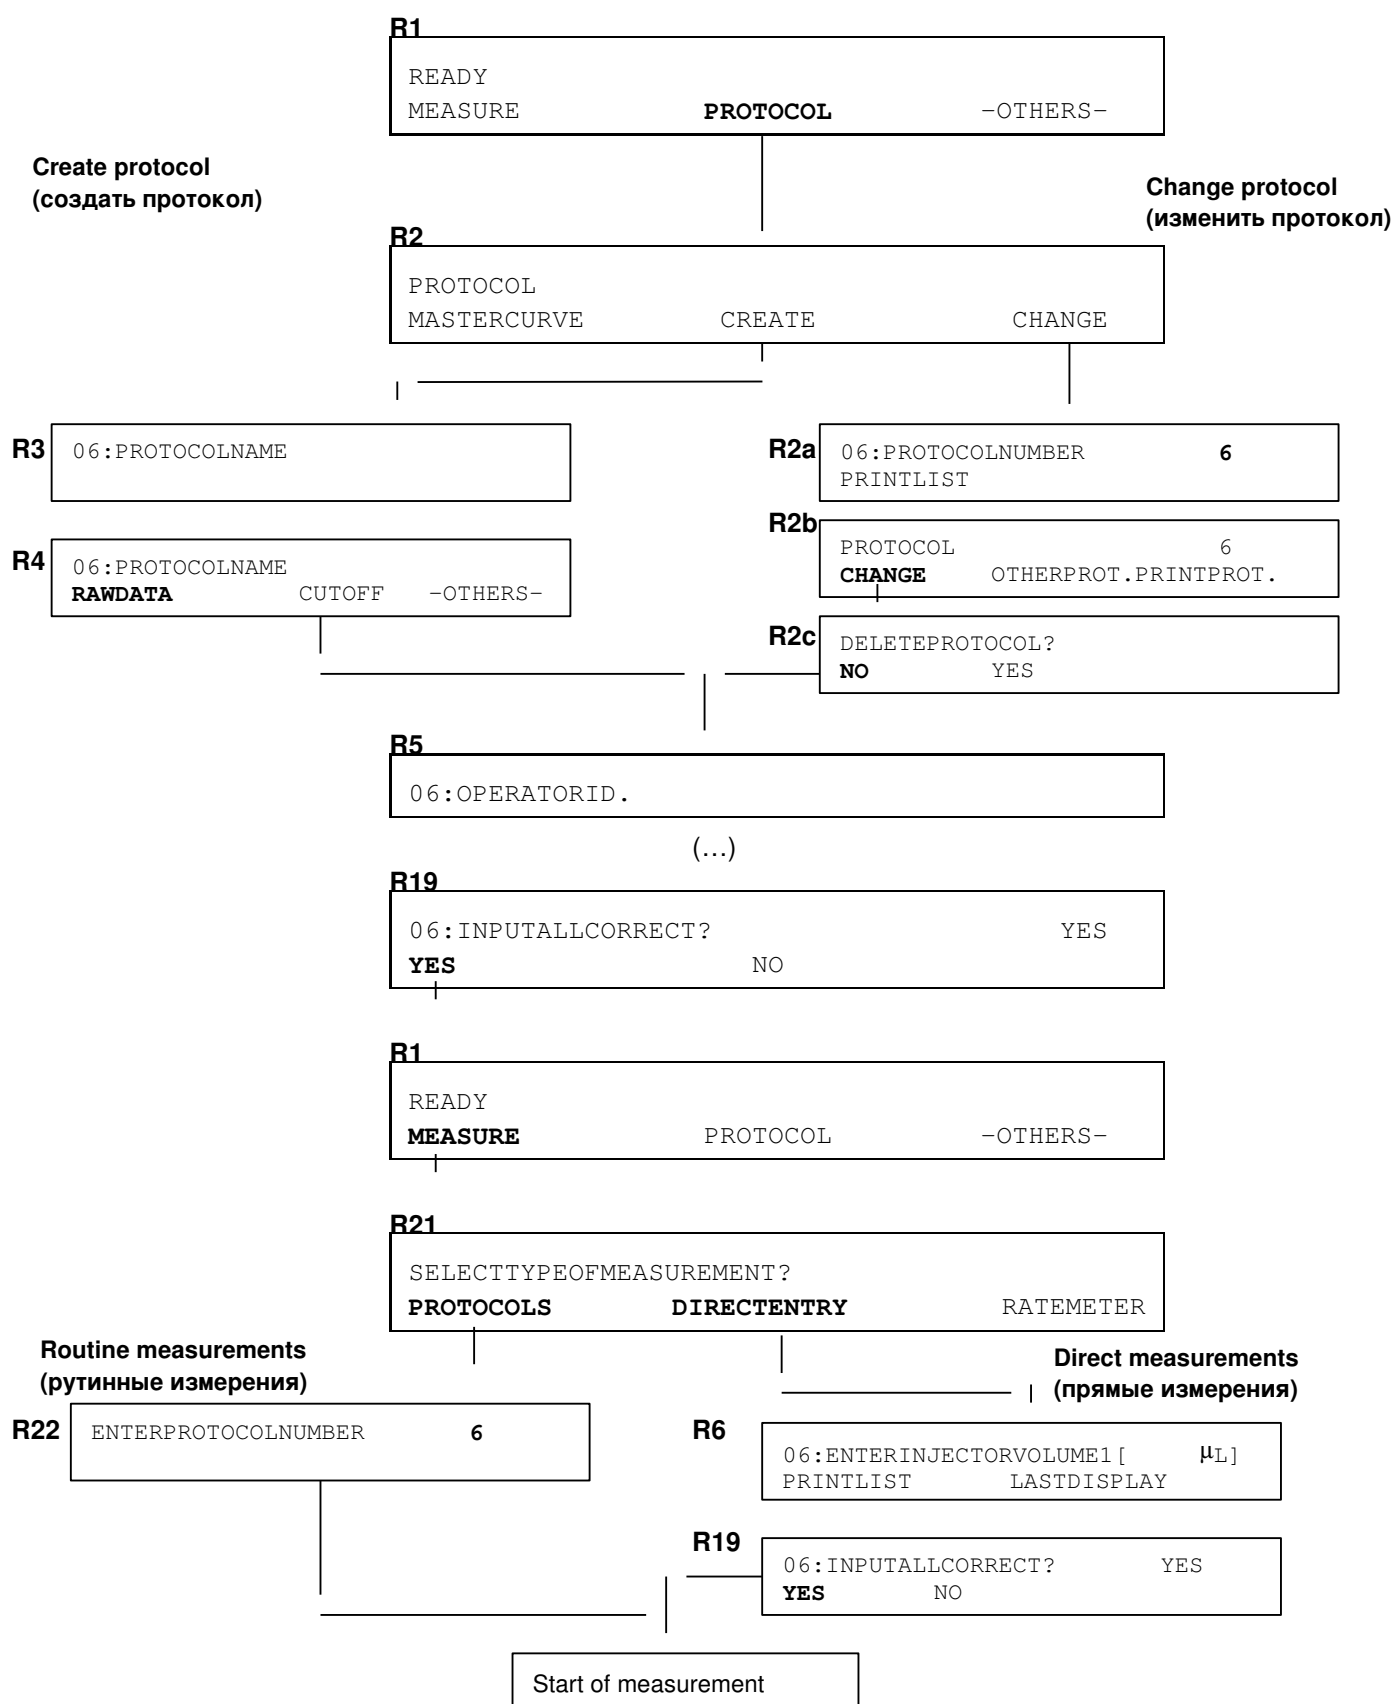 R1
READY
MEASURE PROTOCOL -OTHERS-
Create protocol
(создать протокол)
Change protocol
(изменить протокол)
R2
PROTOCOL
MASTERCURVE CREATE CHANGE
R3
06:PROTOCOLNAME
R2a
06:PROTOCOLNUMBER 6
PRINTLIST
R2b
PROTOCOL 6
CHANGE OTHERPROT.PRINTPROT.
R4
06:PROTOCOLNAME
RAWDATA CUTOFF -OTHERS-
R2c
DELETEPROTOCOL?
NO YES
R5
06:OPERATORID.
(...)
R19
06:INPUTALLCORRECT? YES
YES NO
R1
READY
MEASURE PROTOCOL -OTHERS-
R21
SELECTTYPEOFMEASUREMENT?
PROTOCOLS DIRECTENTRY RATEMETER
Routine measurements
(рутинные измерения)
Direct measurements
(прямые измерения)
R22
ENTERPROTOCOLNUMBER 6
R6
06:ENTERINJECTORVOLUME1[ µL]
PRINTLIST LASTDISPLAY
R19
06:INPUTALLCORRECT? YES
YES NO
Start of measurement